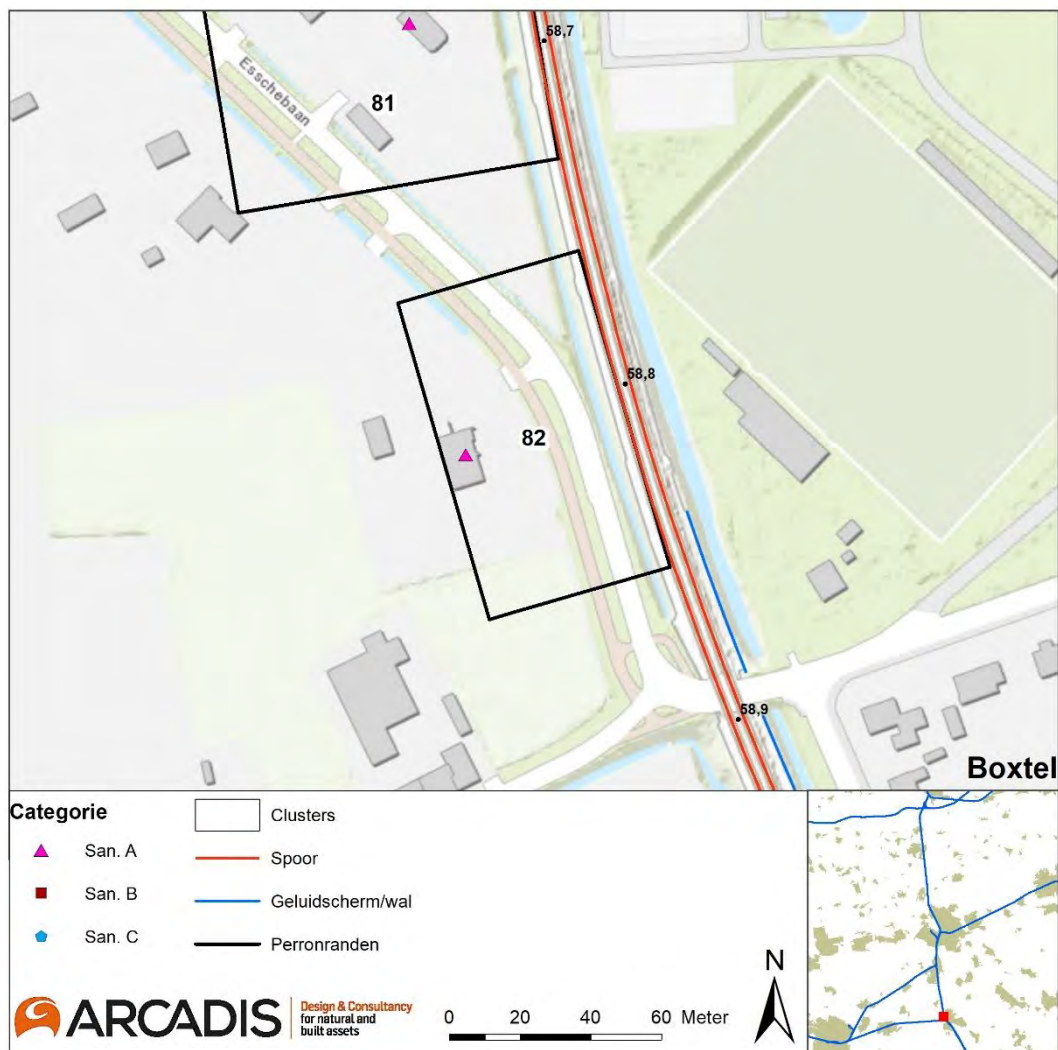 58,7
Esschebaan
81
58,8
82
58,9
Boxtel
Categorie
San. A
San. B
San. C
Clusters
Spoor
Geluidscherm/wal
Perronranden
N
ARCADIS
Design & Consultancy
for natural and
built assets
0 20 40 60 Meter